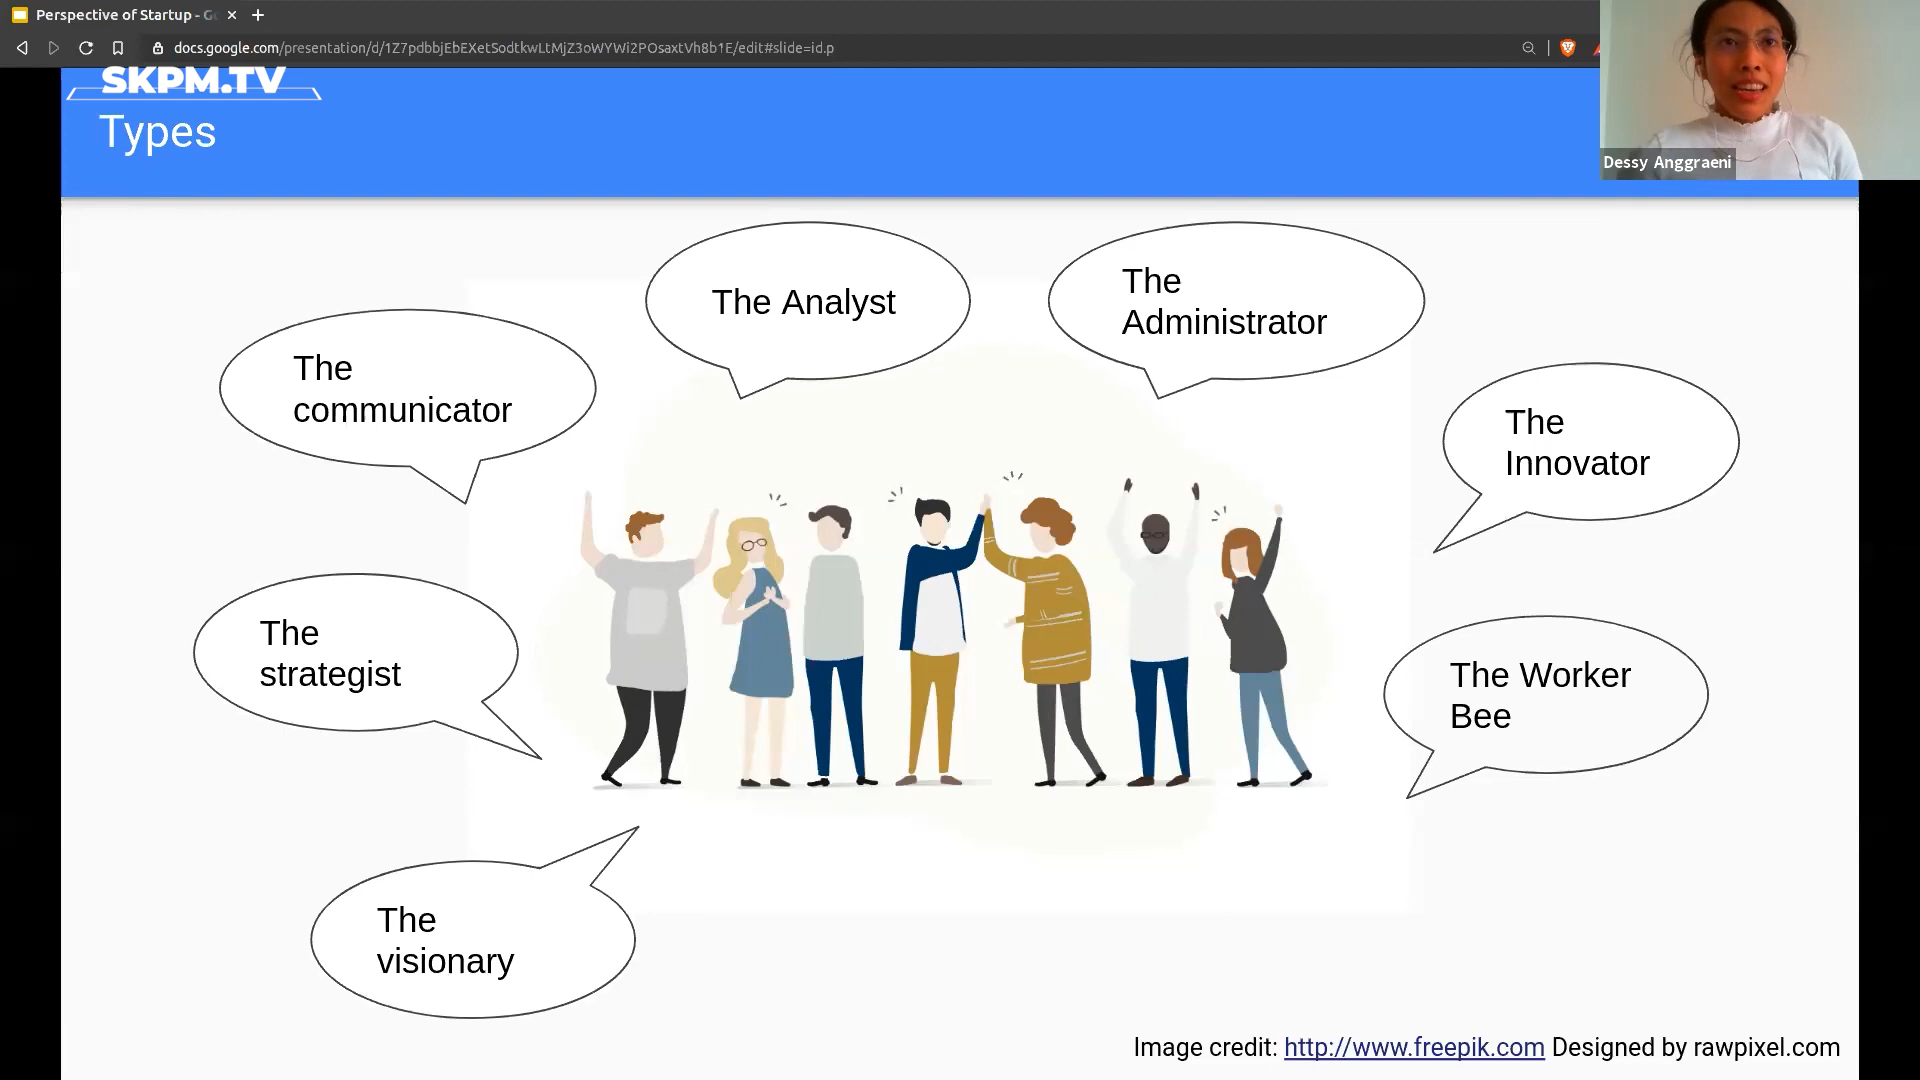 Perspective of Startup - G
docs.google.com/presentation/d/1Z7pdbbjEbEXetSodtkwLtMjZ3oWYWi2POsaxtVh8b1E/edit#slide=id.p
SKPM.TV
Types
Dessy Anggraeni
The Analyst
The
Administrator
The
communicator
The
Innovator
The
strategist
The Worker
Bee
The
visionary
Image credit: http://www.freepik.com Designed by rawpixel.com